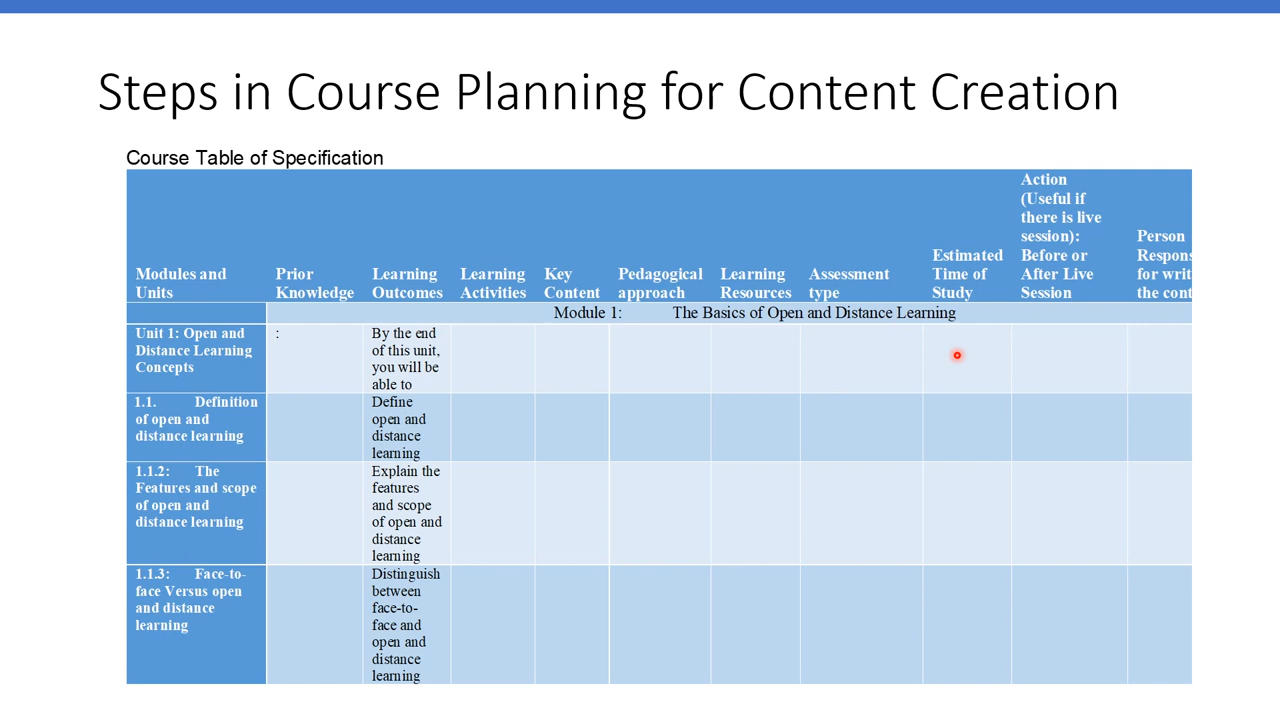 Steps in Course Planning for Content Creation
Course Table of Specification
Modules and
Units
Prior
Knowledge
Learning
Outcomes
Learning
Activities
Key
Content
Pedagogical
approach
Learning
Resources
Assessment
type
Estimated
Time of
Study
Action
(Useful if
there is live
session):
Before or
After Live
Session
Person
for
the
Module 1: The Basics of Open and Distance Learning
Unit 1: Open and
Distance Learning
Concepts
:
By the end
of this unit,
you will be
able to
1.1. Definition
of open and
distance learning
Define
open and
distance
learning
1.1.2: The
Features and scope
of open and
distance learning
Explain the
features
and scope
of open and
distance
learning
1.1.3: Face-to-
face Versus open
and distance
learning
Distinguish
between
face-to-
face and
open and
distance
learning